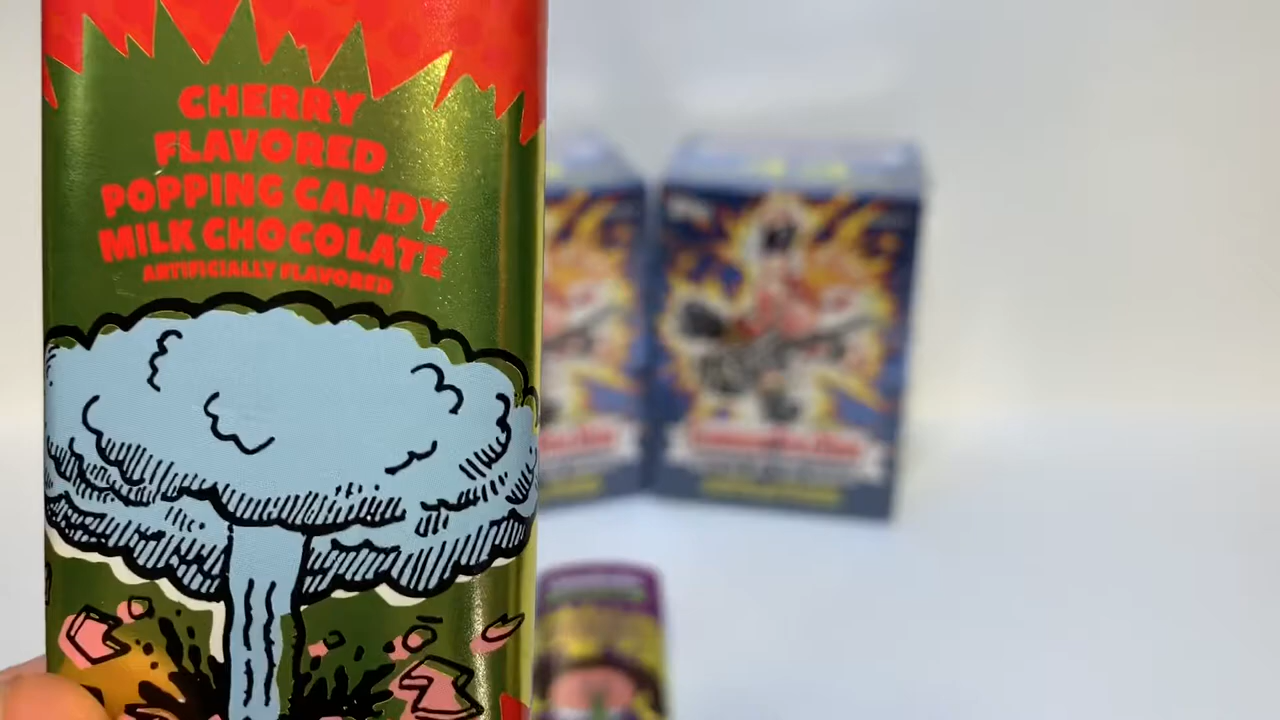 CHERRY
FLAVORED
POPPING CANDY
MILK CHOCOLATE
ARTIFICIALLY FLAVORED